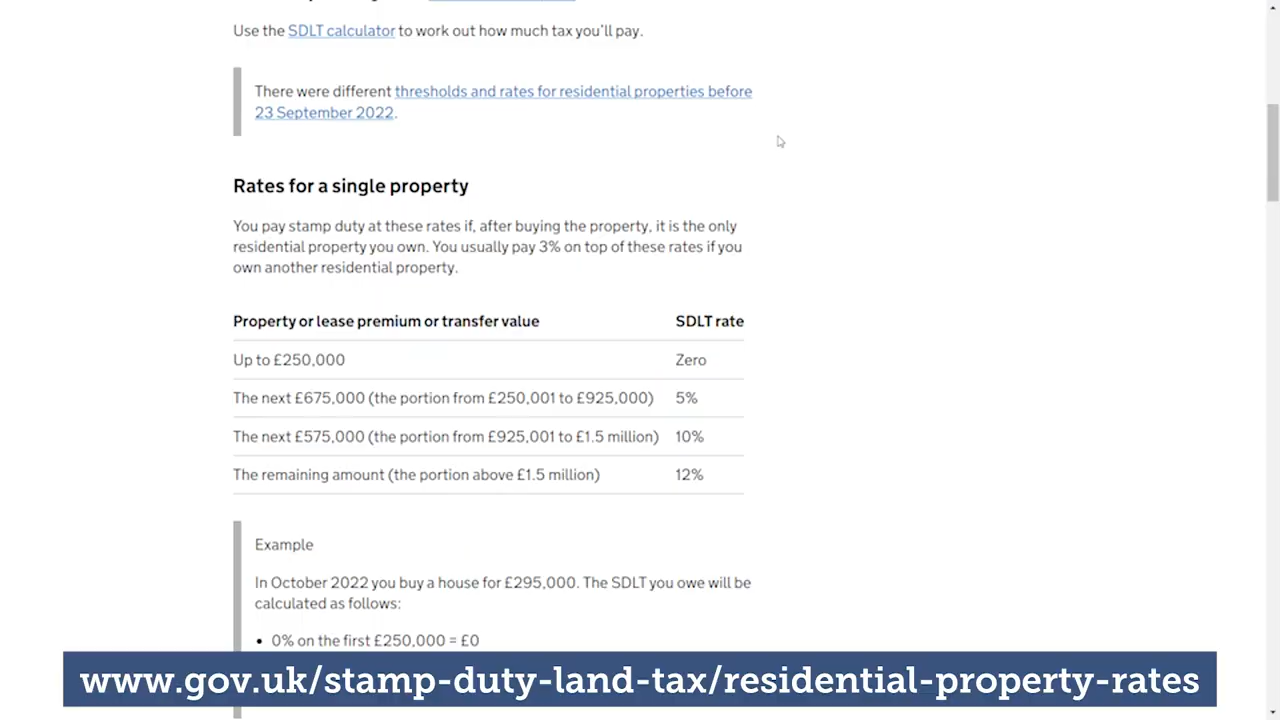 Use the SDLT calculator to work out how much tax you'll pay.
There were different thresholds and rates for residential properties before
23 September 2022.
Rates for a single property
You pay stamp duty at these rates if, after buying the property, it is the only
residential property you own. You usually pay 3% on top of these rates if you
own another residential property.
Property or lease premium or transfer value SDLT rate
Up to £250,000 Zero
The next £675,000 (the portion from £250,001 to £925,000) 5%
The next £575,000 (the portion from £925,001 to £1.5 million) 10%
The remaining amount (the portion above £1.5 million) 12%
Example
In October 2022 you buy a house for £295,000. The SDLT you owe will be
calculated as follows:
• 0% on the first £250,000 = £0
www.gov.uk/stamp-duty-land-tax/residential-property-rates